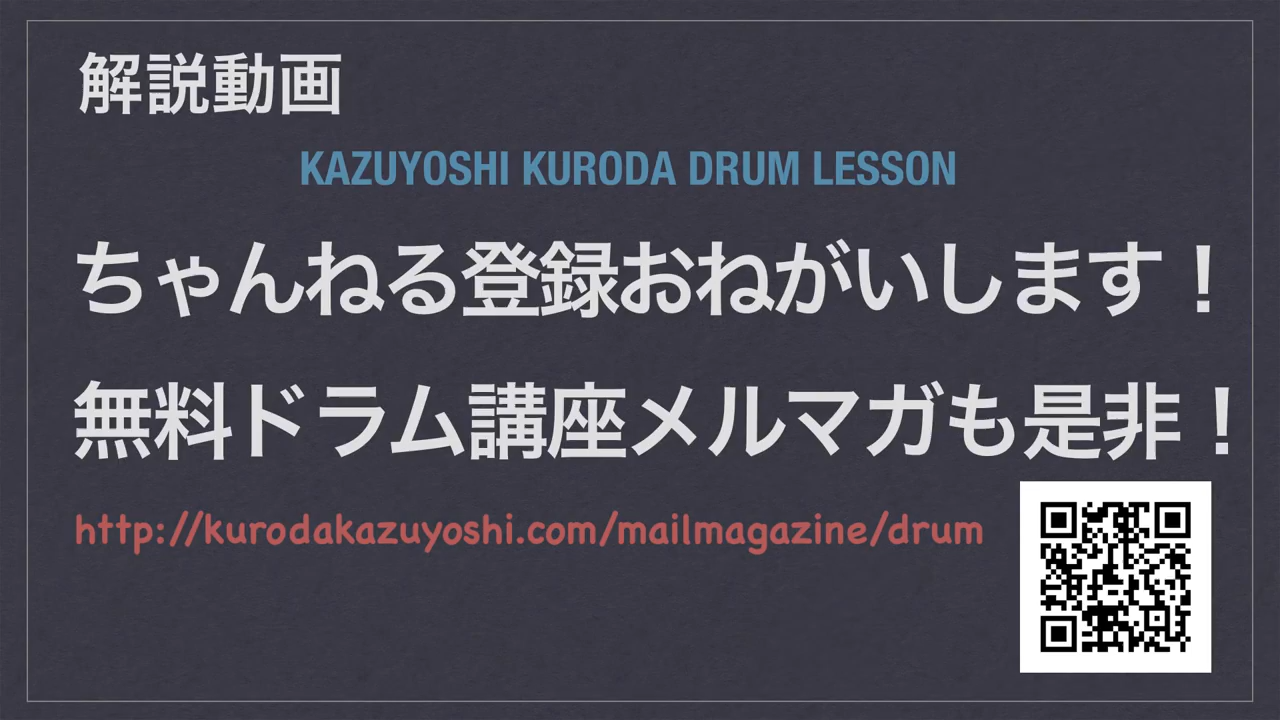 解説動画
KAZUYOSHI KURODA DRUM LESSON
ちゃんねる登録おねがいします！
無料ドラム講座メルマガも是非！
http://kurodakazuyoshi.com/mailmagazine/drum